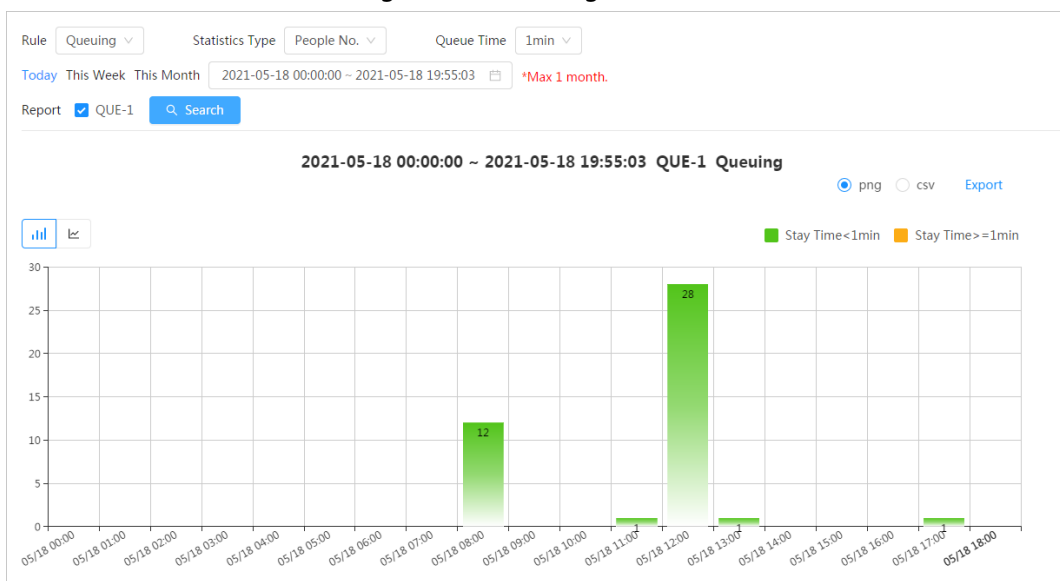 Rule Queuing Statistics Type People No. Queue Time 1min
Today This Week This Month 2021-05-18 00:00:00 ~ 2021-05-18 19:55:03 *Max 1 month.
Report QUE-1 Search
2021-05-18 00:00:00 ~ 2021-05-18 19:55:03 QUE-1 Queuing
png csv Export
Stay Time<1min Stay Time>=1min
30
28
25
20
15
12
10
5
0
1 1 1
05/18 00:00 05/18 01:00 05/18 02:00 05/18 03:00 05/18 04:00 05/18 05:00 05/18 06:00 05/18 07:00 05/18 08:00 05/18 09:00 05/18 10:00 05/18 11:00 05/18 12:00 05/18 13:00 05/18 14:00 05/18 15:00 05/18 16:00 05/18 17:00 05/18 18:00